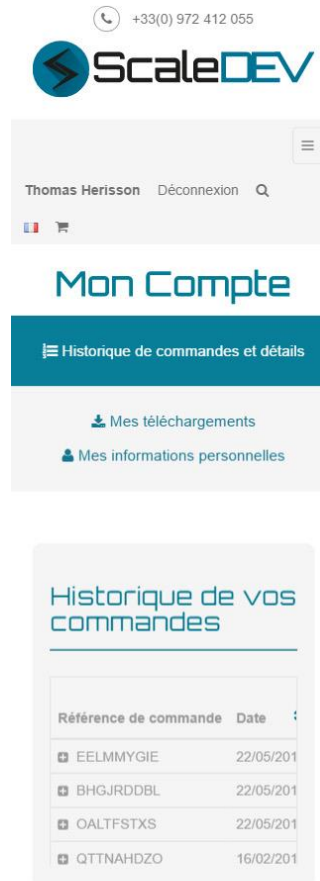 +33(0) 972 412 055
ScaleDEV
Thomas Herisson Déconnexion
Mon Compte
Historique de commandes et détails
Mes téléchargements
Mes informations personnelles
Historique de vos
commandes
Référence de commande Date
EELMMYGIE 22/05/201
BHGJRDDBL 22/05/201
OALTFSTXS 22/05/201
QTTNAHDZO 16/02/201